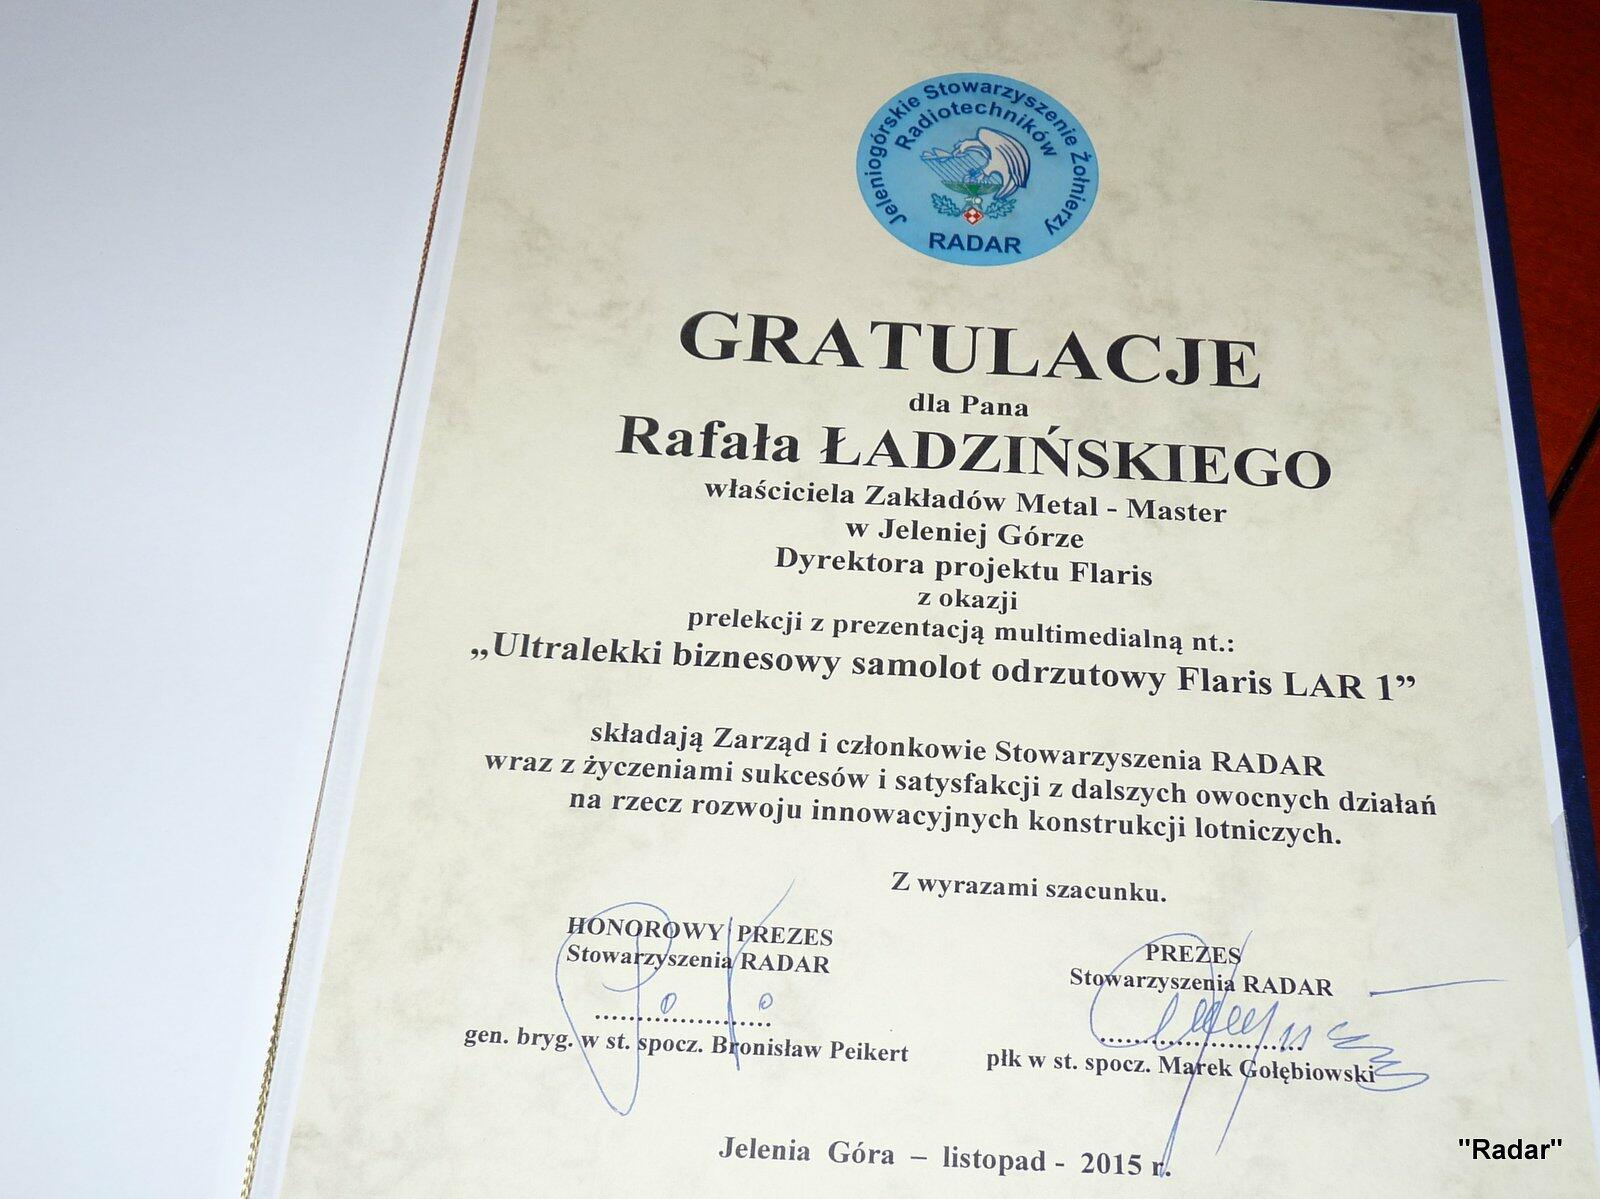 Jeleniogórskie Stowarzyszenie Żołnierzy
Radiotechników
RADAR
GRATULACJE
dla Pana
Rafała ŁADZIŃSKIEGO
właściciela Zakładów Metal - Master
w Jeleniej Górze
Dyrektora projektu Flaris
z okazji
prelekcji z prezentacją multimedialną nt.:
„Ultralekki biznesowy samolot odrzutowy Flaris LAR 1”
składają Zarząd i członkowie Stowarzyszenia RADAR
wraz z życzeniami sukcesów i satysfakcji z dalszych owocnych działań
na rzecz rozwoju innowacyjnych konstrukcji lotniczych.
Z wyrazami szacunku.
HONOROWY PREZES
Stowarzyszenia RADAR
gen. bryg. w st. spocz. Bronisław Peikert
PREZES
Stowarzyszenia RADAR
płk w st. spocz. Marek Gołębiowski
Jelenia Góra – listopad - 2015 r.
"Radar"